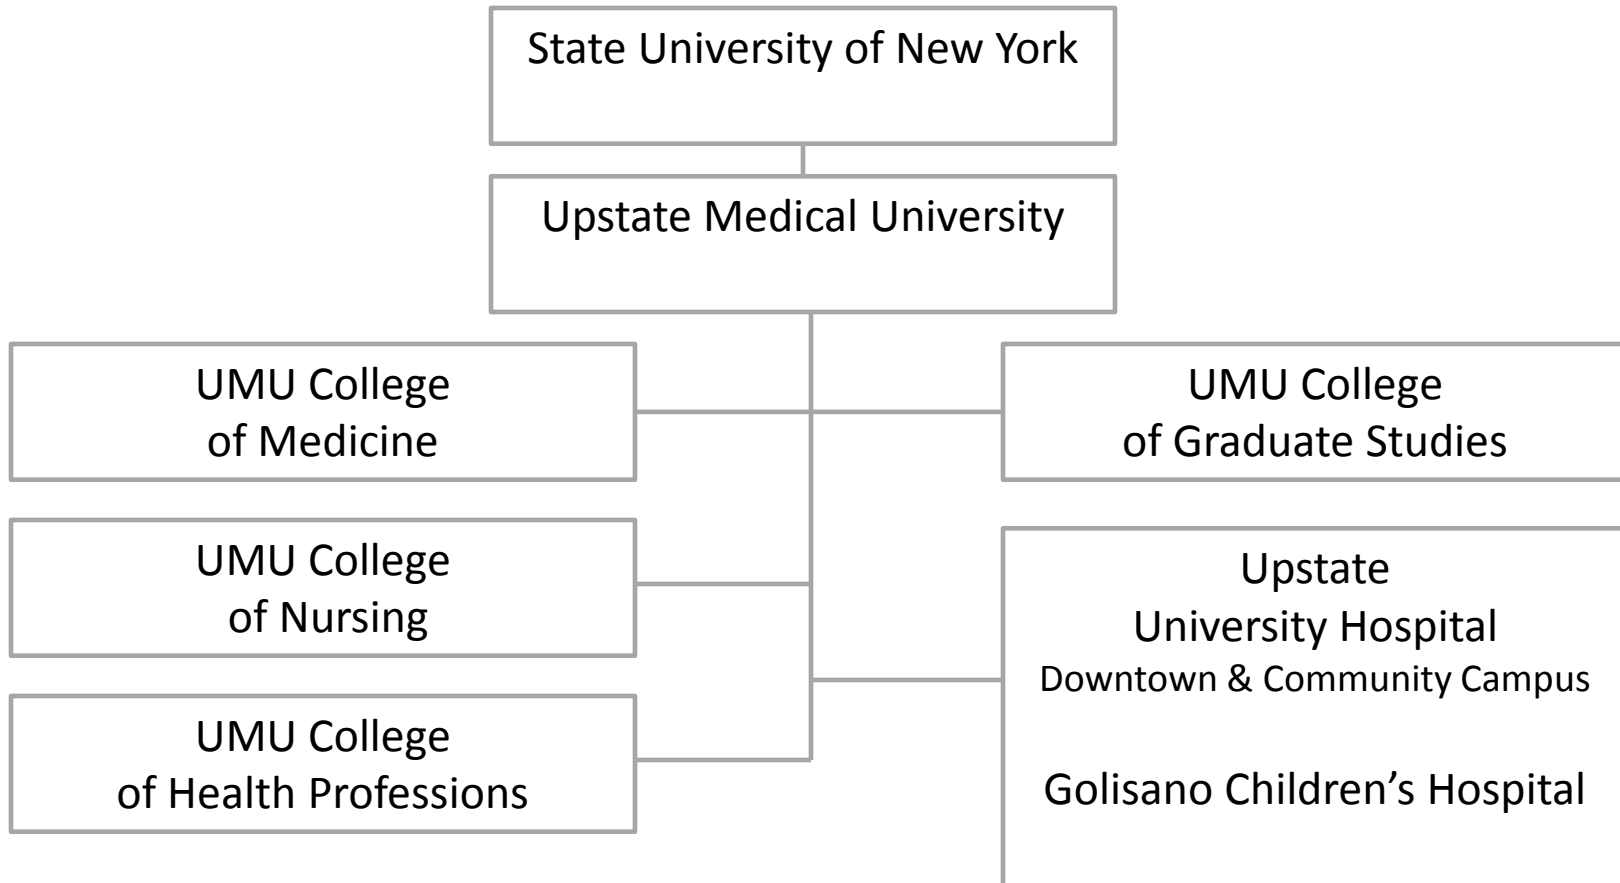 State University of New York
Upstate Medical University
UMU College
of Medicine
UMU College
of Graduate Studies
UMU College
of Nursing
Upstate
University Hospital
Downtown & Community Campus
Golisano Children’s Hospital
UMU College
of Health Professions